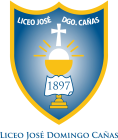 LICEO JOSÉ DGO. CAÑAS
1897
LICEO JOSÉ DOMINGO CAÑAS